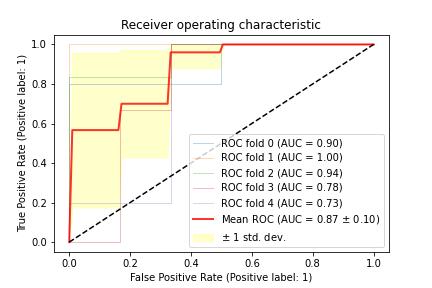 Receiver operating characteristic
True Positive Rate (Positive label: 1)
1.0
0.8
0.6
0.4
0.2
0.0
ROC fold 0 (AUC = 0.90)
ROC fold 1 (AUC = 1.00)
ROC fold 2 (AUC = 0.94)
ROC fold 3 (AUC = 0.78)
ROC fold 4 (AUC = 0.73)
Mean ROC (AUC = 0.87 ± 0.10)
± 1 std. dev.
0.0 0.2 0.4 0.6 0.8 1.0
False Positive Rate (Positive label: 1)